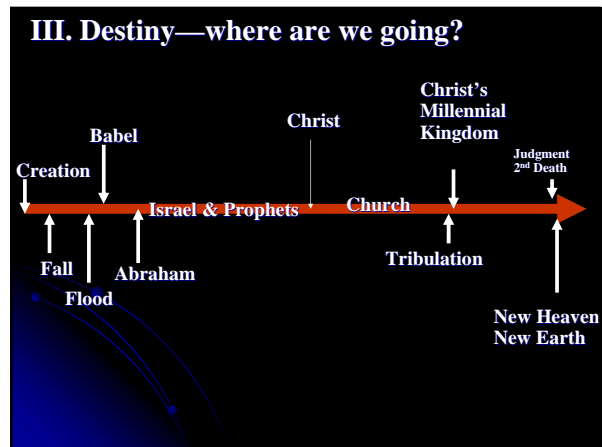 III. Destiny—where are we going?
Christ's
Millennial
Kingdom
Christ
Babel
Judgment
2nd Death
Creation
Israel & Prophets
Church
Fall
Abraham
Tribulation
Flood
New Heaven
New Earth